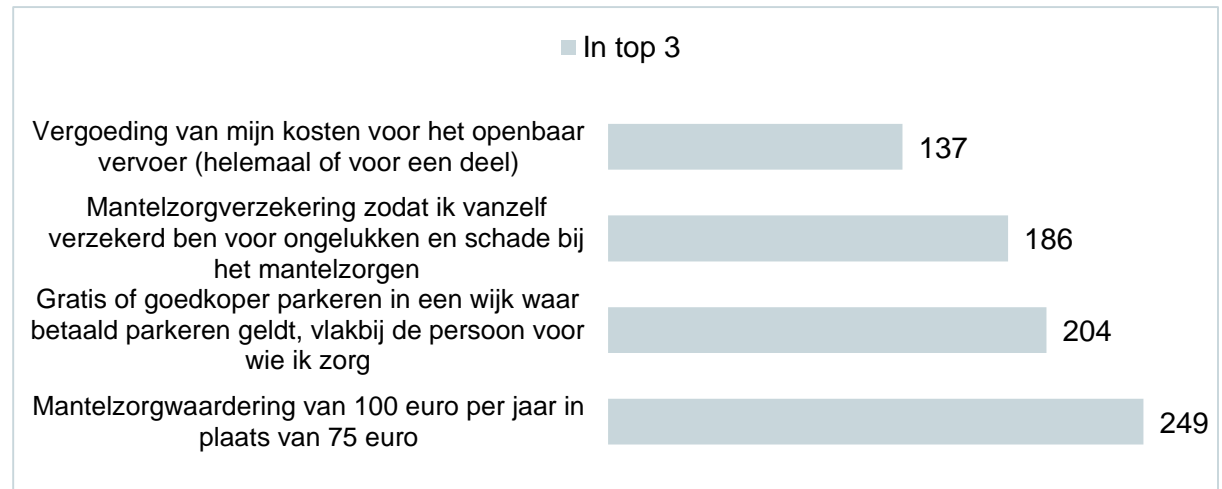 In top 3
Vergoeding van mijn kosten voor het openbaar
vervoer (helemaal of voor een deel)
137
Mantelzorgverzekering zodat ik vanzelf
verzekerd ben voor ongelukken en schade bij
het mantelzorgen
186
Gratis of goedkoper parkeren in een wijk waar
betaald parkeren geldt, vlakbij de persoon voor
wie ik zorg
204
Mantelzorgwaardering van 100 euro per jaar in
plaats van 75 euro
249